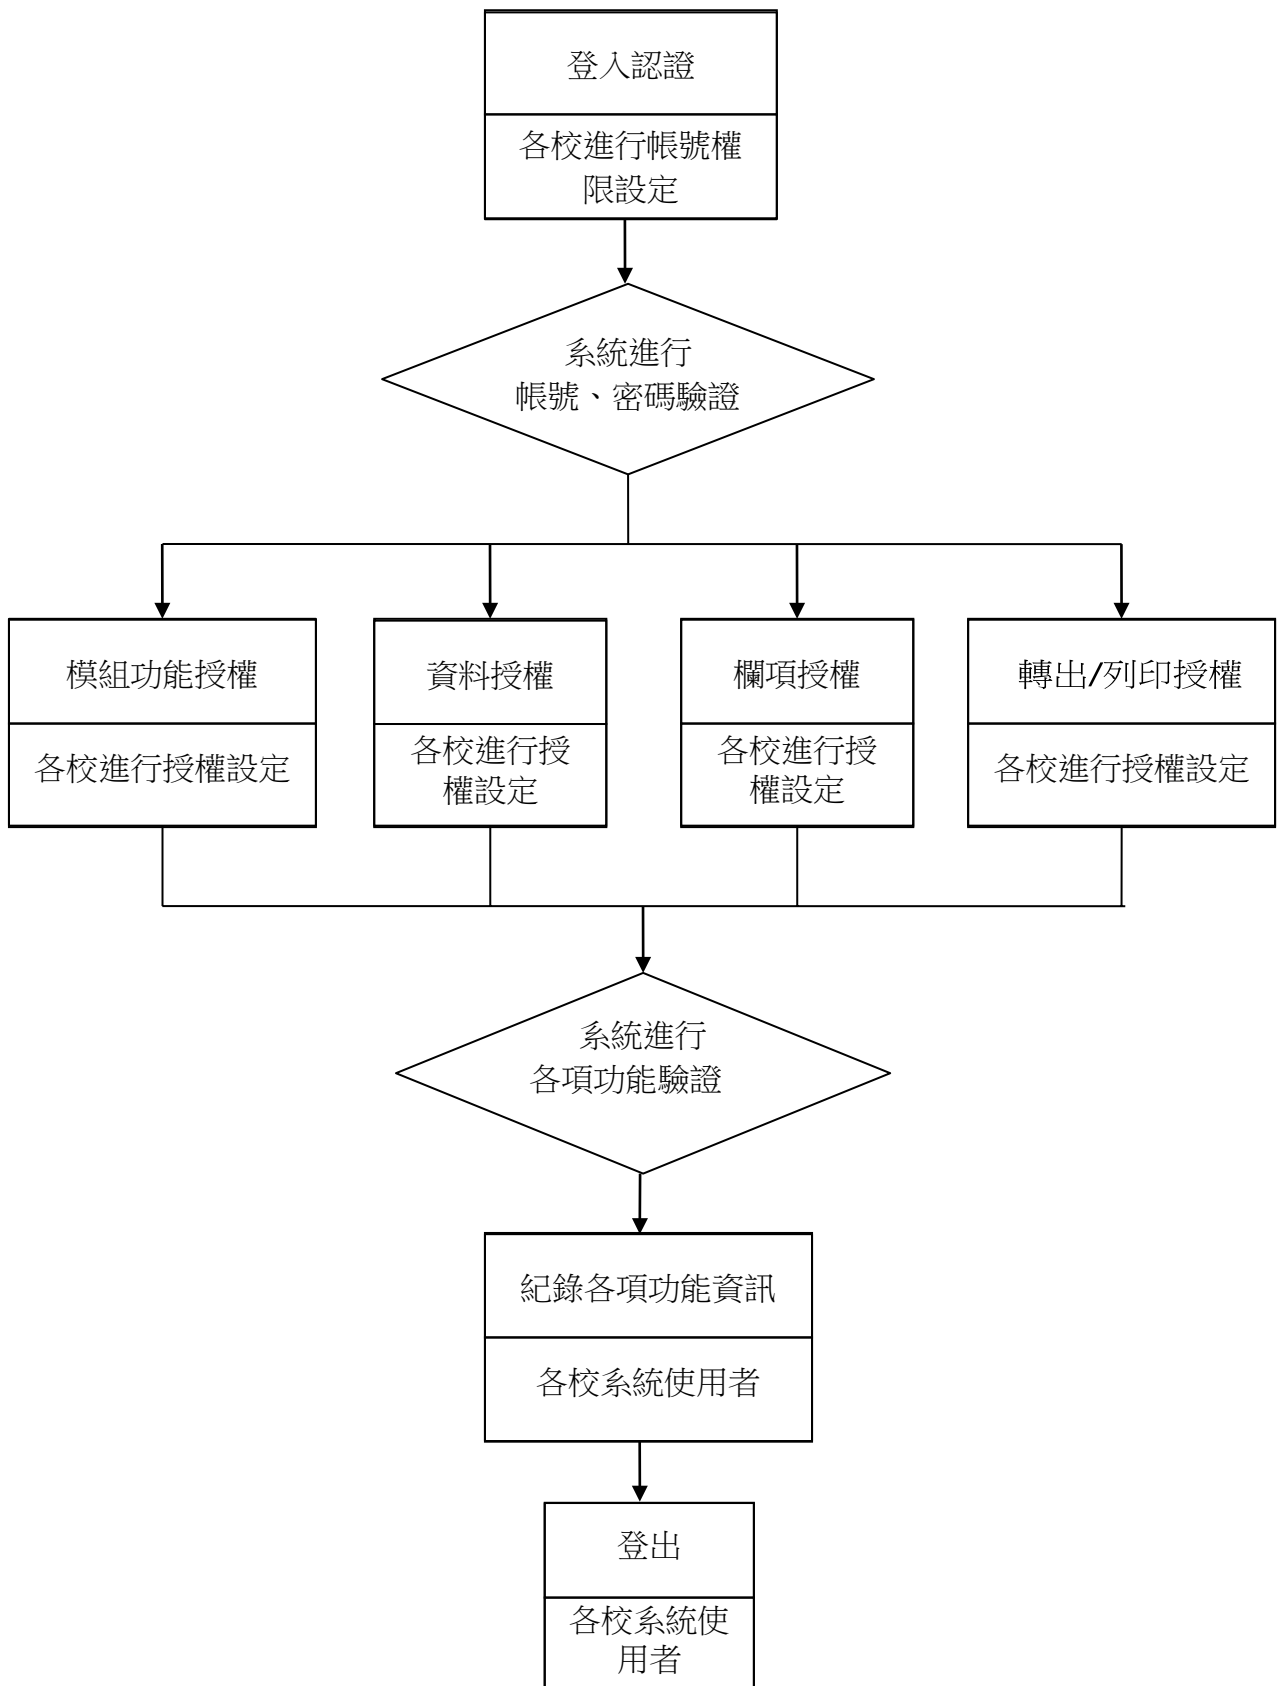 登入認證
各校進行帳號權
限設定
系統進行
帳號、密碼驗證
模組功能授權
各校進行授權設定
資料授權
各校進行授
權設定
欄項授權
各校進行授
權設定
轉出/列印授權
各校進行授權設定
系統進行
各項功能驗證
紀錄各項功能資訊
各校系統使用者
登出
各校系統使
用者